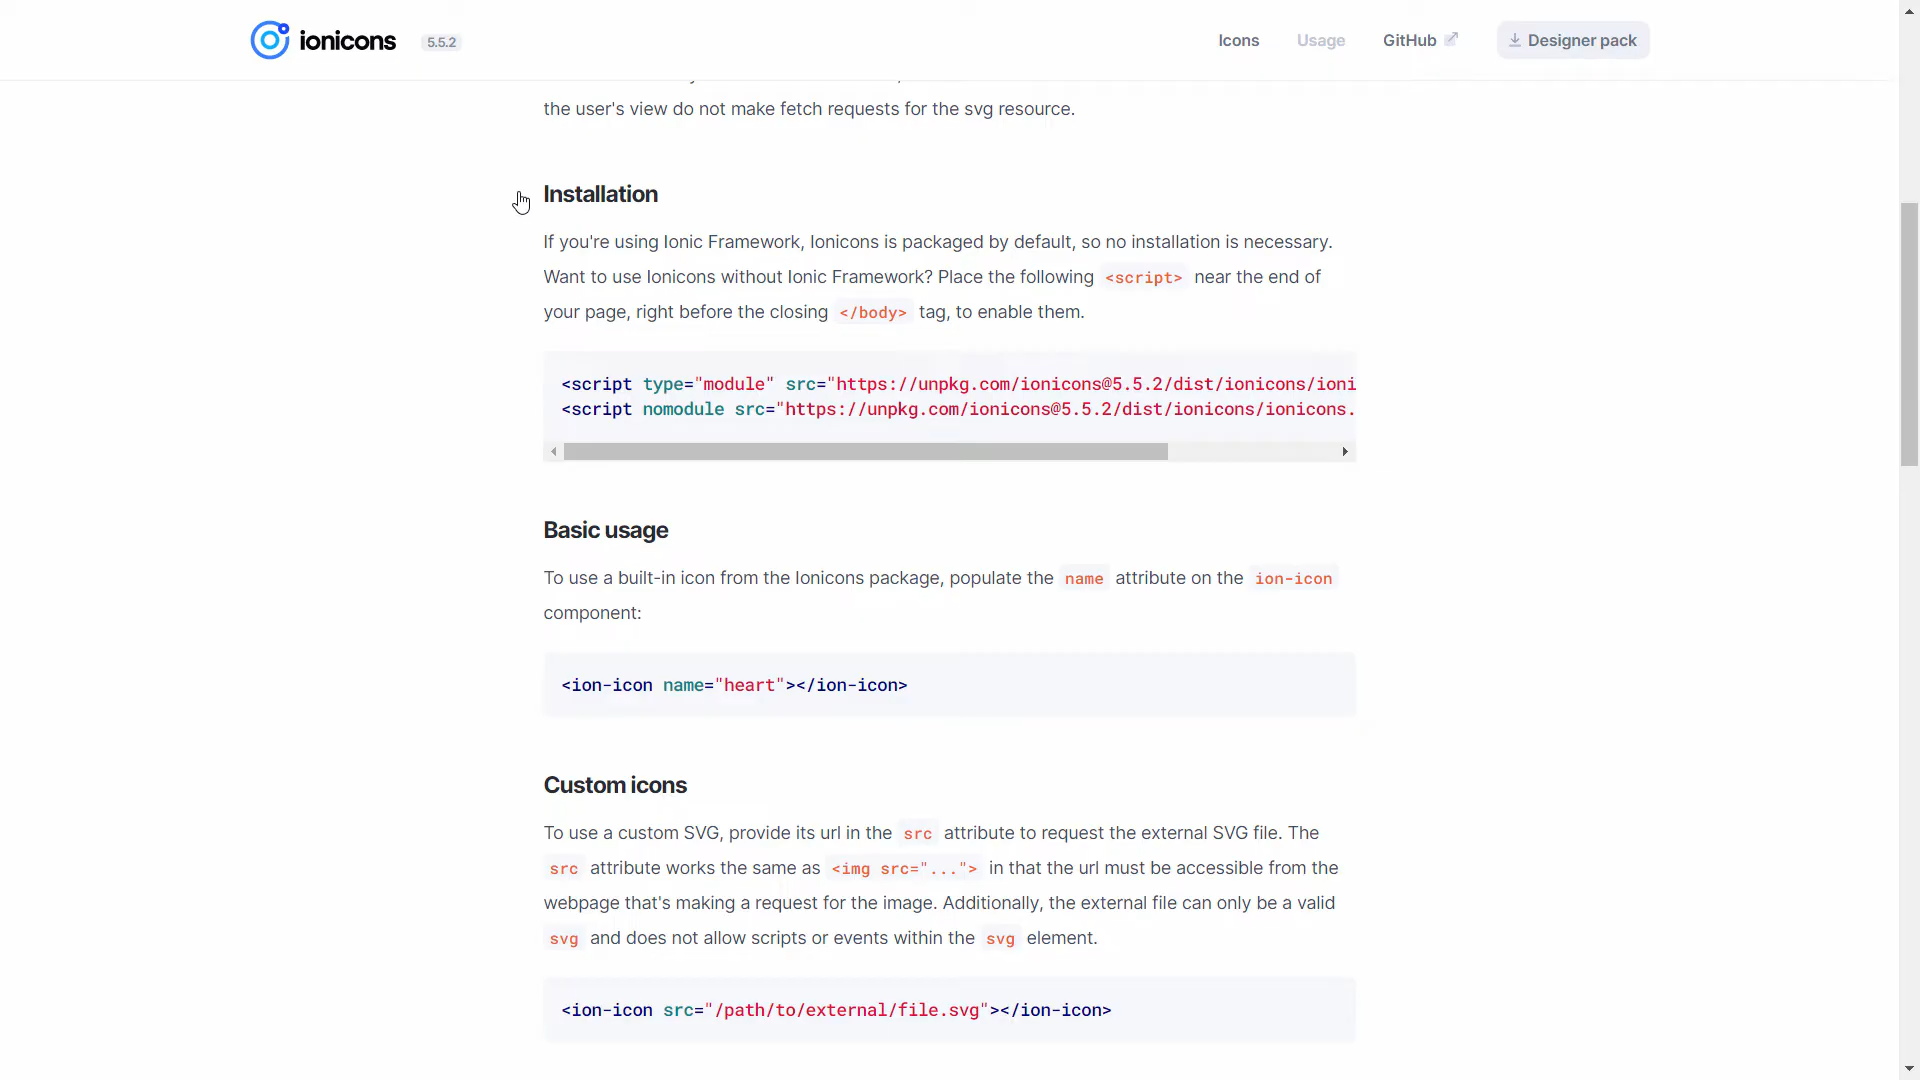 ionicons 5.5.2 Icons Usage GitHub Designer pack
the user's view do not make fetch requests for the svg resource.
Installation
If you're using Ionic Framework, Ionicons is packaged by default, so no installation is necessary.
Want to use Ionicons without Ionic Framework? Place the following <script> near the end of
your page, right before the closing </body> tag, to enable them.
<script type="module" src="https://unpkg.com/ionicons@5.5.2/dist/ionicons/ioni
<script nomodule src="https://unpkg.com/ionicons@5.5.2/dist/ionicons/ionicons.
Basic usage
To use a built-in icon from the Ionicons package, populate the name attribute on the ion-icon
component:
<ion-icon name="heart"></ion-icon>
Custom icons
To use a custom SVG, provide its url in the src attribute to request the external SVG file. The
src attribute works the same as <img src="..."> in that the url must be accessible from the
webpage that's making a request for the image. Additionally, the external file can only be a valid
svg and does not allow scripts or events within the svg element.
<ion-icon src="/path/to/external/file.svg"></ion-icon>